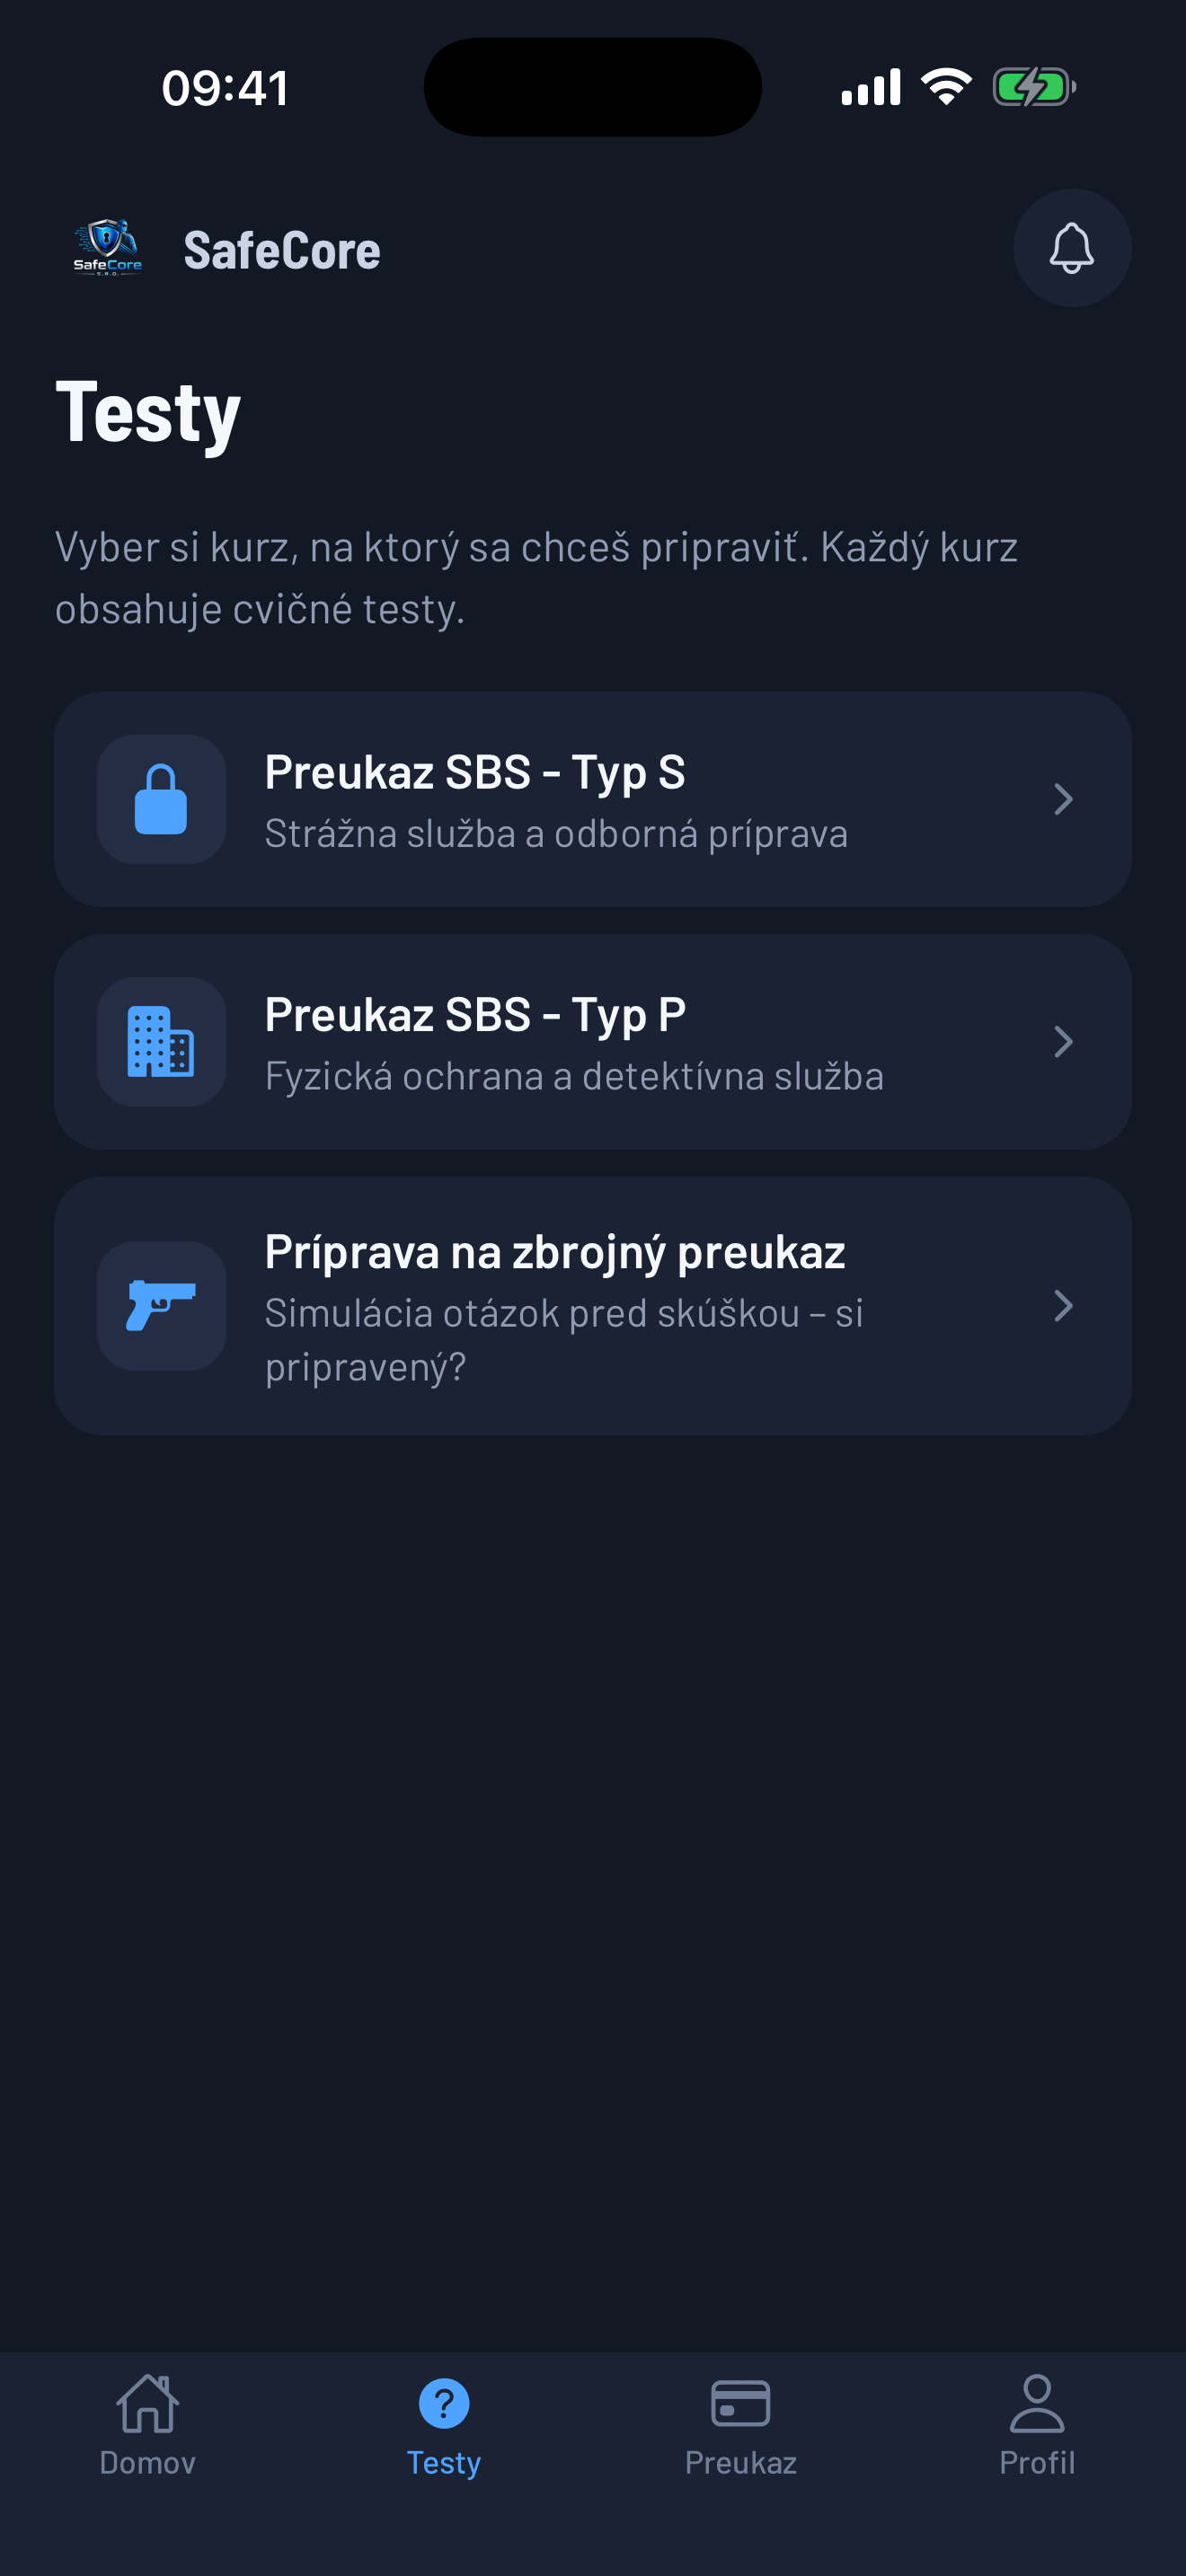 09:41
SafeCore
S.R.O.
SafeCore
Testy
Vyber si kurz, na ktorý sa chceš pripraviť. Každý kurz
obsahuje cvičné testy.
Preukaz SBS - Typ S
Strážna služba a odborná príprava
Preukaz SBS - Typ P
Fyzická ochrana a detektívna služba
Príprava na zbrojný preukaz
Simulácia otázok pred skúškou – si
pripravený?
Domov
Testy
Preukaz
Profil